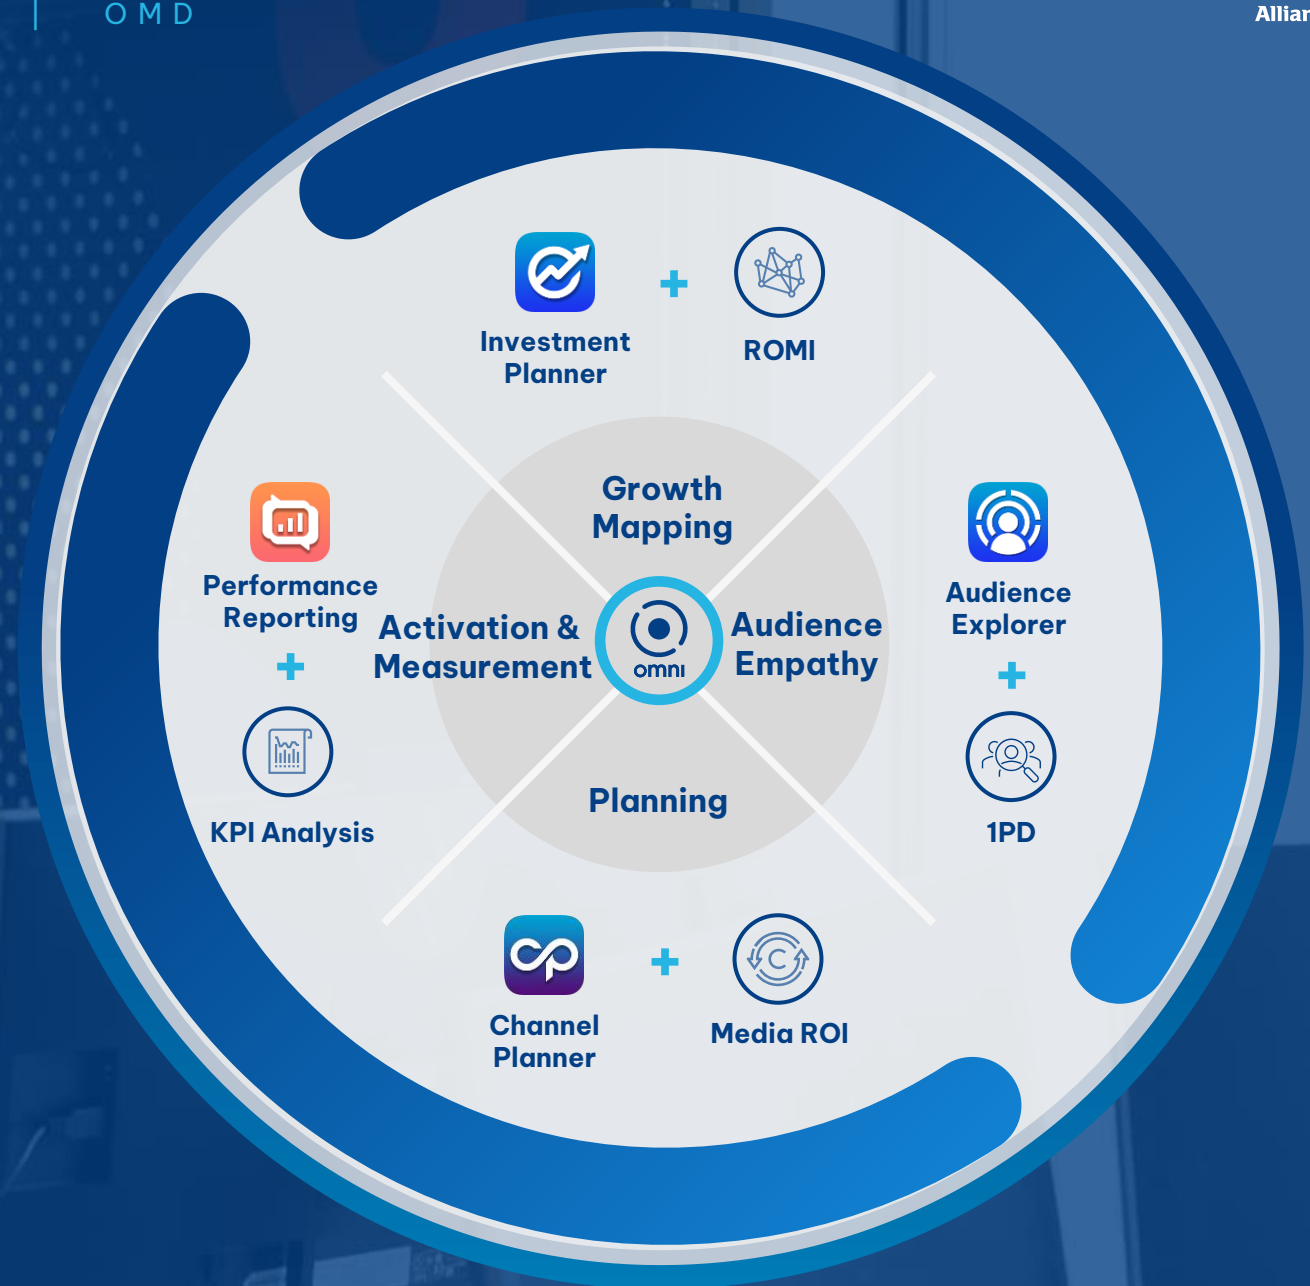 OMD
Allian
Investment
Planner
ROMI
Growth
Mapping
Performance
Reporting
Activation &
Measurement
omni
Audience
Empathy
Audience
Explorer
KPI Analysis
1PD
Planning
Channel
Planner
Media ROI